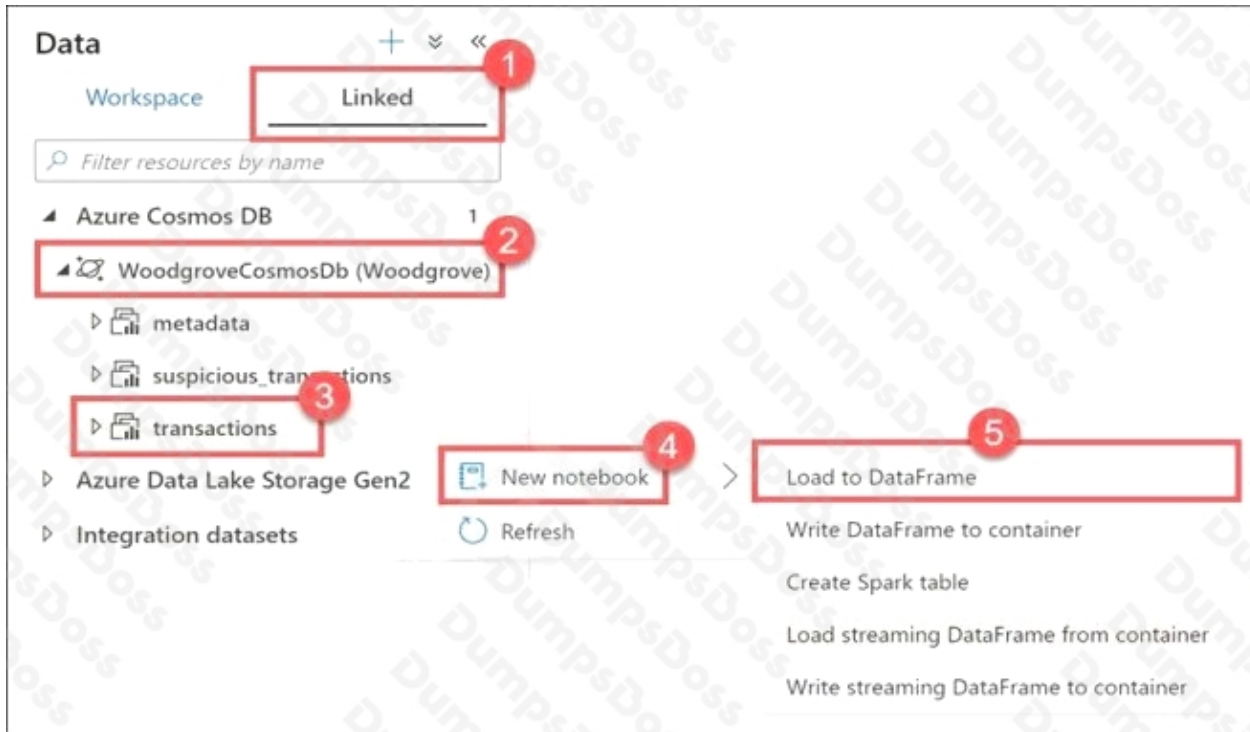 Data
1
Workspace Linked
Filter resources by name
Azure Cosmos DB 1
2
WoodgroveCosmosDb (Woodgrove)
metadata
suspicious_transactions
3
transactions
4
5
Azure Data Lake Storage Gen2 New notebook Load to DataFrame
Integration datasets Refresh Write DataFrame to container
Create Spark table
Load streaming DataFrame from container
Write streaming DataFrame to container
DumpsDoss